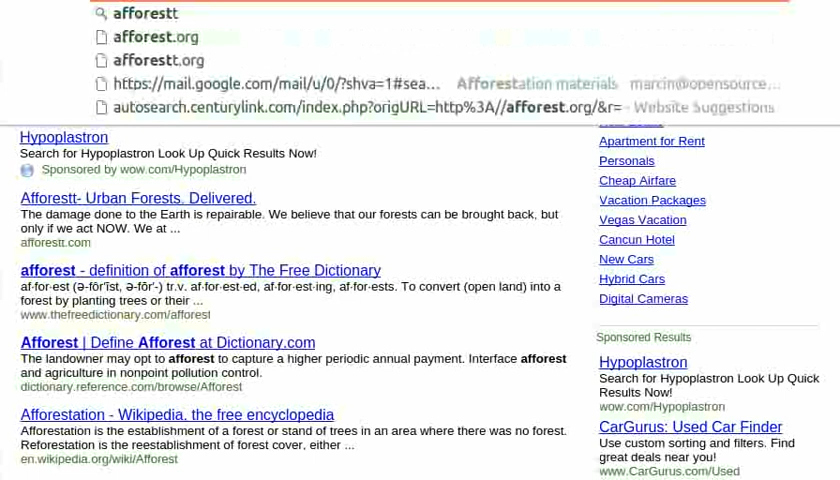 afforestt
afforest.org
afforestt.org
https://mail.google.com/mail/u/0/?shva=1#sea... Afforestation materials marcin@opensource...
autosearch.centurylink.com/index.php?origURL=http%3A//afforest.org/&r= - Website Suggestions
Hypoplastron
Search for Hypoplastron Look Up Quick Results Now!
Sponsored by wow.com/Hypoplastron
Afforestt- Urban Forests. Delivered.
The damage done to the Earth is repairable. We believe that our forests can be brought back, but
only if we act NOW. We at ...
afforestt.com
afforest - definition of afforest by The Free Dictionary
af·for·est (ə-fôr'ĭst, ə-fŏr'-) tr.v. af·for·est·ed, af·for·est·ing, af·for·ests. To convert (open land) into a
forest by planting trees or their ...
www.thefreedictionary.com/afforest
Afforest | Define Afforest at Dictionary.com
The landowner may opt to afforest to capture a higher periodic annual payment. Interface afforest
and agriculture in nonpoint pollution control.
dictionary.reference.com/browse/Afforest
Afforestation - Wikipedia, the free encyclopedia
Afforestation is the establishment of a forest or stand of trees in an area where there was no forest.
Reforestation is the reestablishment of forest cover, either ...
en.wikipedia.org/wiki/Afforest
Apartment for Rent
Personals
Cheap Airfare
Vacation Packages
Vegas Vacation
Cancun Hotel
New Cars
Hybrid Cars
Digital Cameras
Sponsored Results
Hypoplastron
Search for Hypoplastron Look Up Quick
Results Now!
wow.com/Hypoplastron
CarGurus: Used Car Finder
Use custom sorting and filters. Find
great deals near you!
www.CarGurus.com/Used